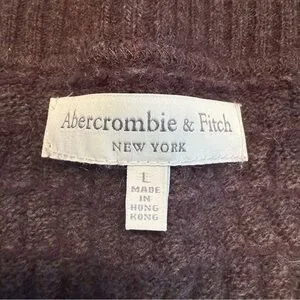 Abercrombie & Fitch
NEW YORK
L
MADE
IN
HONG
KONG